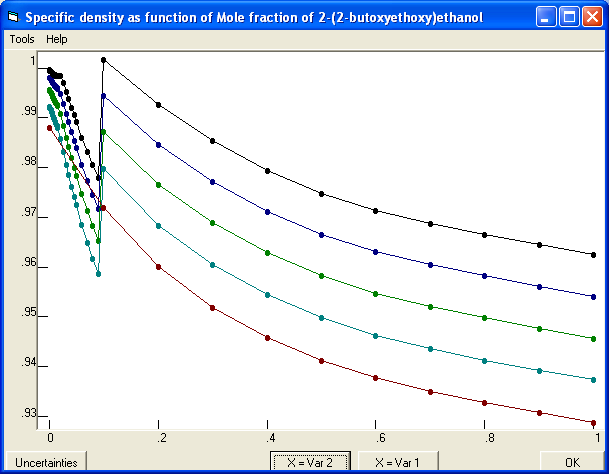 Specific density as function of Mole fraction of 2-(2-butoxyethoxy)ethanol
Tools Help
1
.99
.98
.97
.96
.95
.94
.93
0 .2 .4 .6 .8 1
Uncertainties X = Var 2 X = Var 1 OK